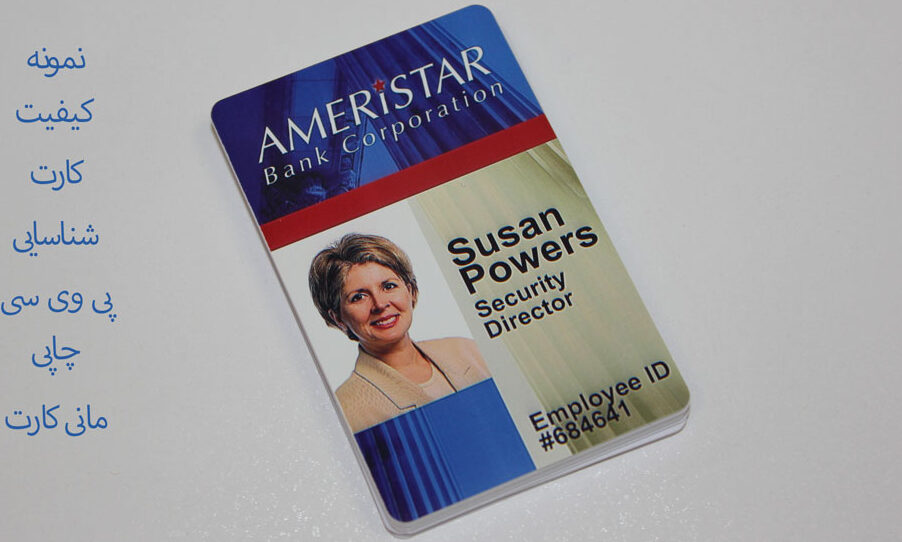 نمونه
کیفیت
کارت
شناسایی
پی وی سی
چاپی
مانی کارت
AMERiSTAR
Bank Corporation
Susan
Powers
Security
Director
Employee ID
#684641